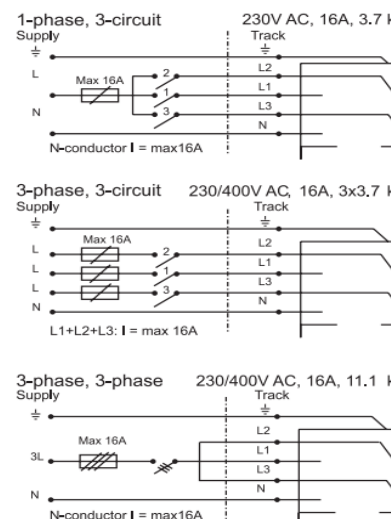 1-phase, 3-circuit 230V AC, 16A, 3.7 k
Supply Track
L Max 16A 2 L2
1 L1
3 L3
N N
N-conductor I = max16A
3-phase, 3-circuit 230/400V AC, 16A, 3x3.7 k
Supply Track
Max 16A
L 2 L2
L 1 L1
L 3 L3
N N
L1+L2+L3: I = max 16A
3-phase, 3-phase 230/400V AC, 16A, 11.1 k
Supply Track
L2
Max 16A
3L L1
L3
N N
N-conductor I = max16A